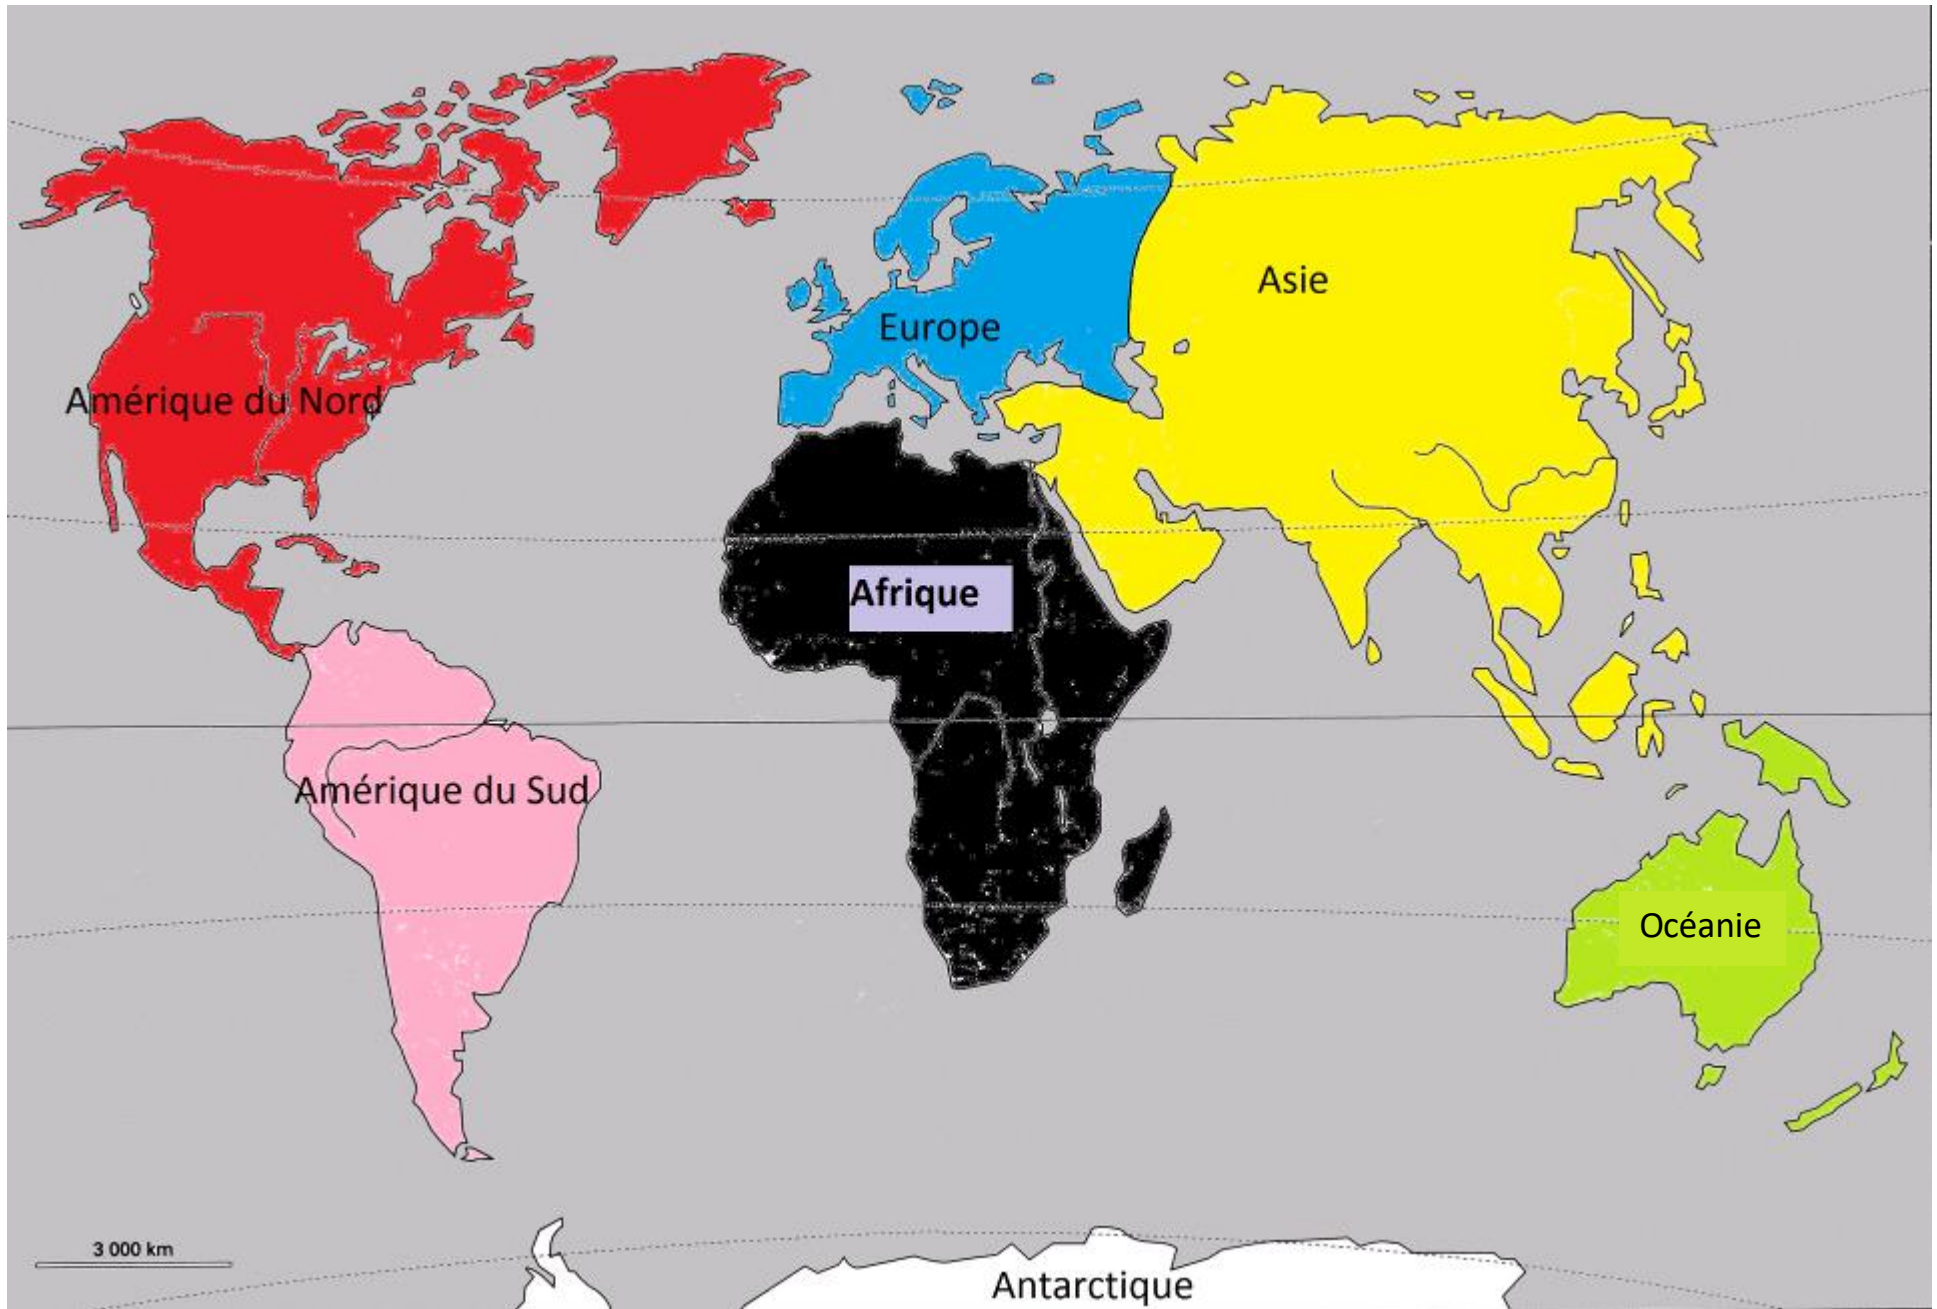 Asie
Europe
Amérique du Nord
Afrique
Amérique du Sud
Océanie
3 000 km
Antarctique